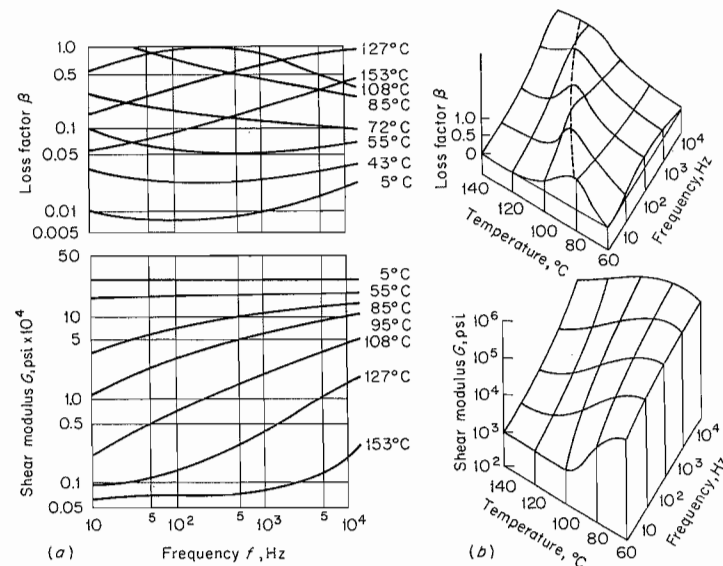 Loss factor β
1.0
0.5
0.1
0.05
0.01
0.005
127°C
153°C
108°C
85°C
72°C
55°C
43°C
5°C
Shear modulus G, psi × 10⁴
50
10
5
1.0
0.5
0.1
0.05
5°C
55°C
85°C
95°C
108°C
127°C
153°C
10 5 10² 5 10³ 5 10⁴
(a) Frequency f, Hz
Loss factor β
1.0
0.5
0
140
120
100
80
60
Temperature, °C
10
10²
10³
10⁴
Frequency, Hz
Shear modulus G, psi
10⁶
10⁵
10⁴
10³
10²
140
120
100
80
60
Temperature, °C
10
10²
10³
10⁴
Frequency, Hz
(b)